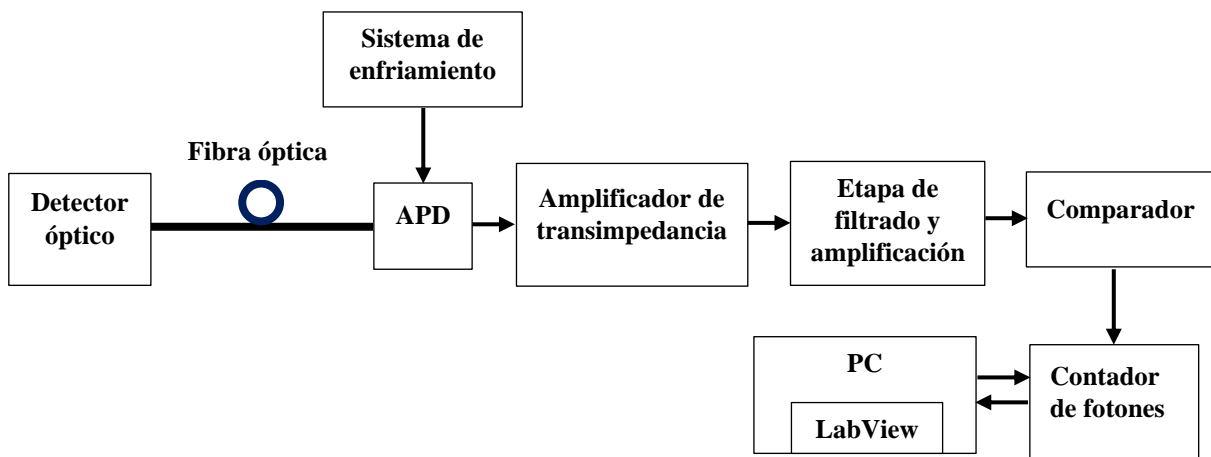 Sistema de
enfriamiento
Fibra óptica
Detector
óptico
APD
Amplificador de
transimpedancia
Etapa de
filtrado y
amplificación
Comparador
PC
LabView
Contador
de fotones